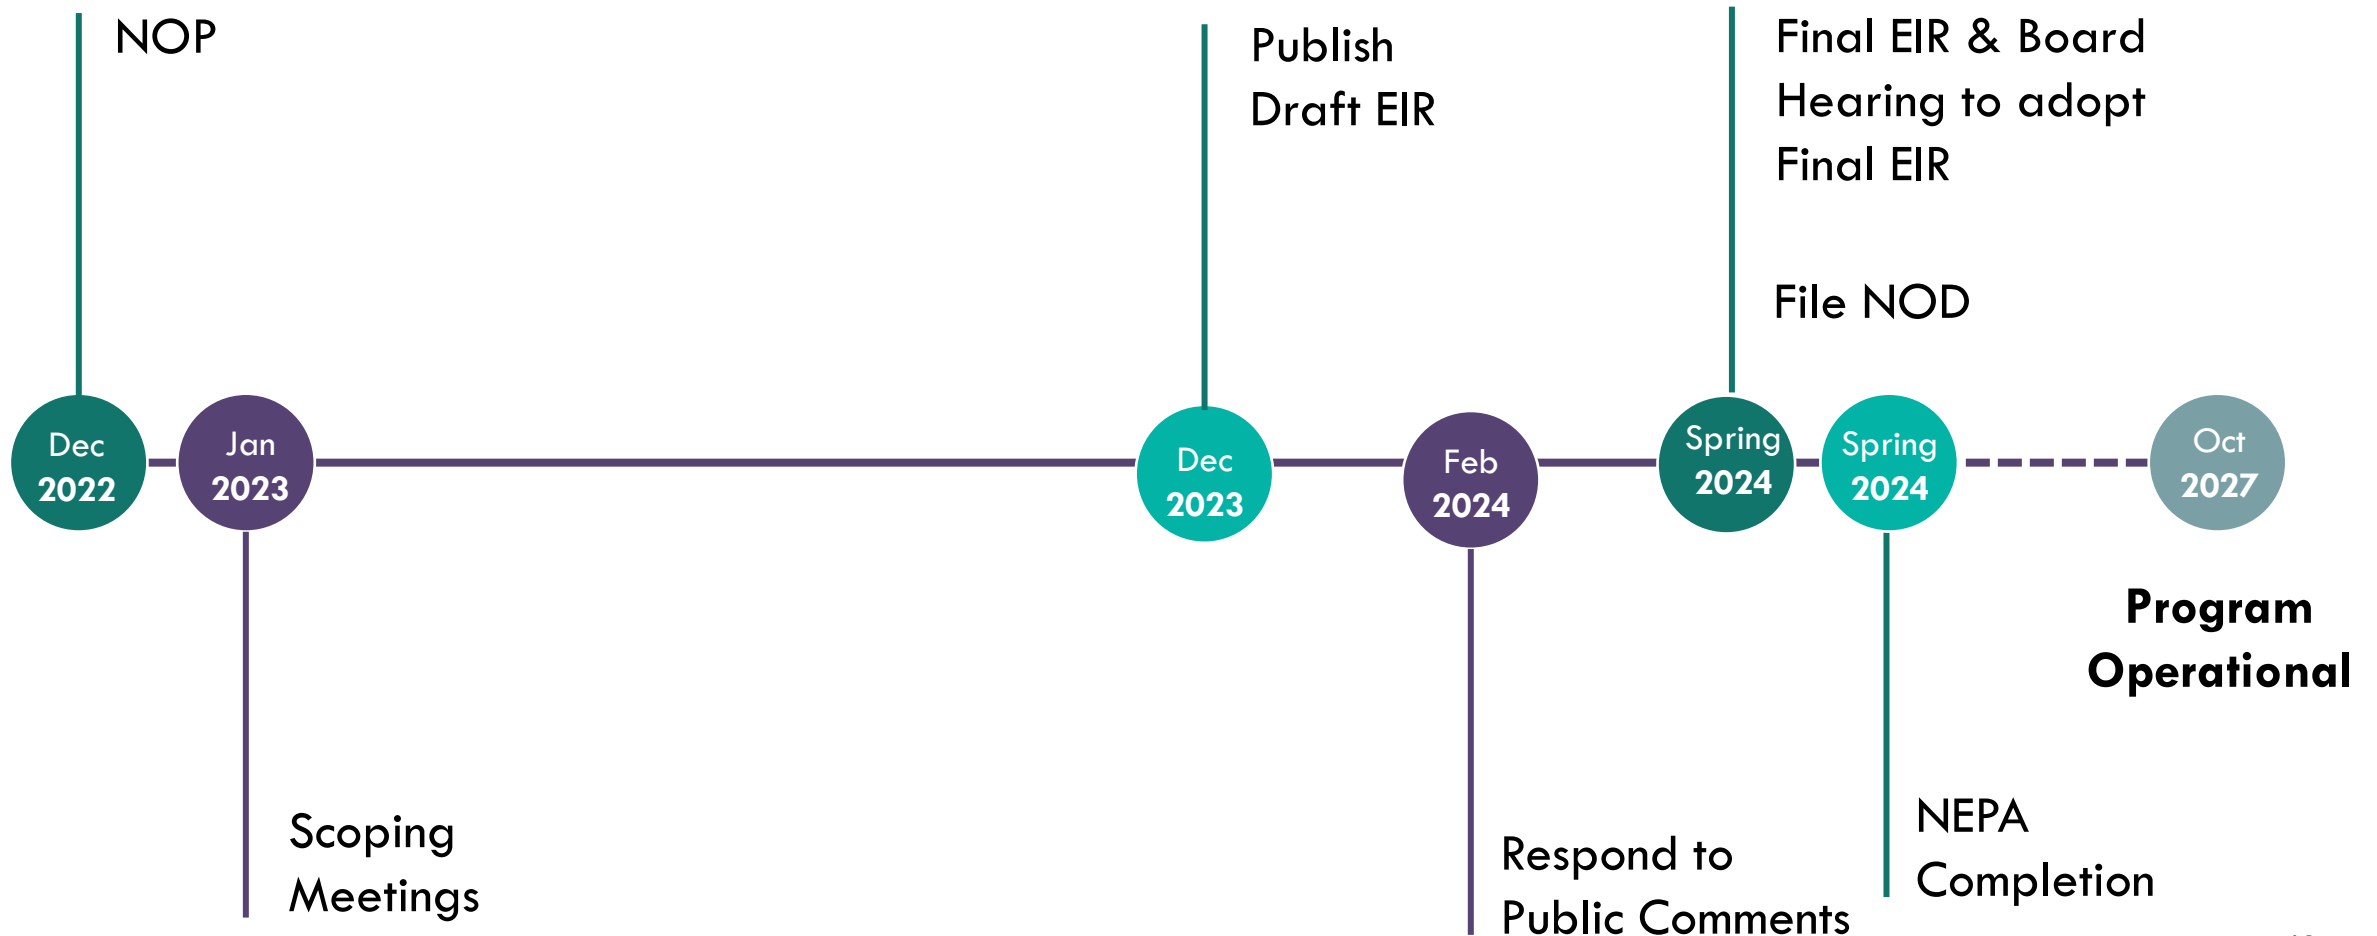 NOP
Publish
Draft EIR
Final EIR & Board
Hearing to adopt
Final EIR
File NOD
Dec
2022
Jan
2023
Dec
2023
Feb
2024
Spring
2024
Spring
2024
Oct
2027
Program
Operational
Scoping
Meetings
Respond to
Public Comments
NEPA
Completion